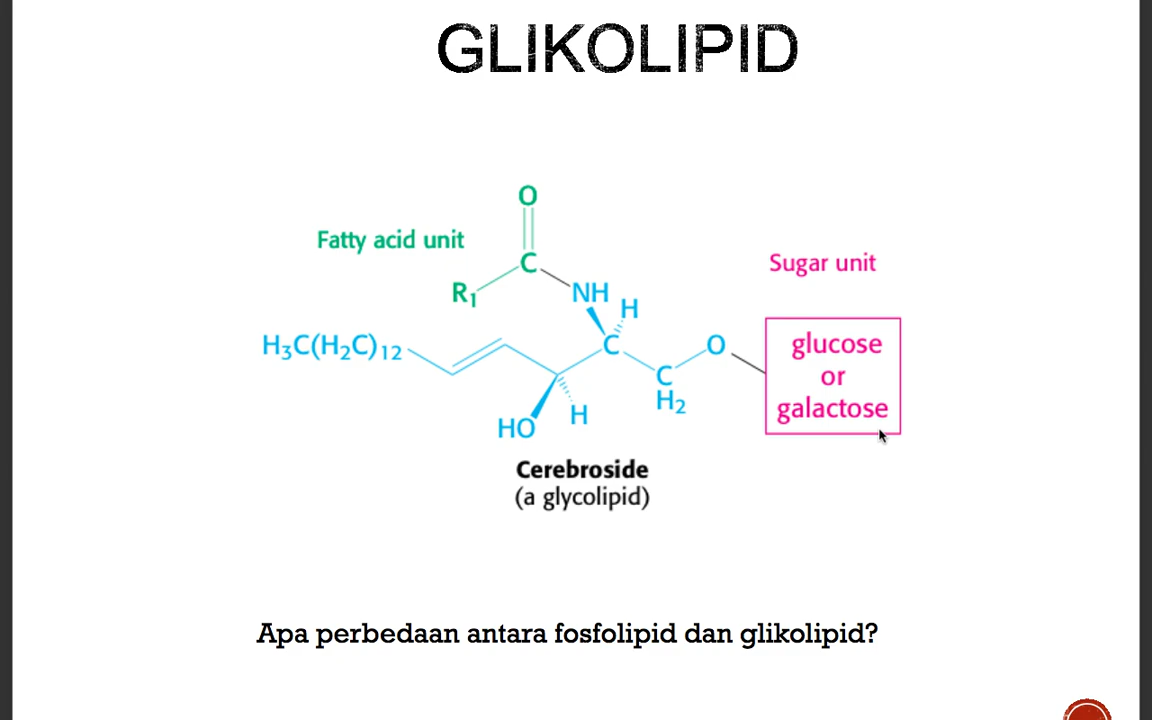 GLIKOLIPID
O
Fatty acid unit
C
Sugar unit
R₁
NH
H
H₃C(H₂C)₁₂
C
O
glucose
or
galactose
C
H₂
HO
H
Cerebroside
(a glycolipid)
Apa perbedaan antara fosfolipid dan glikolipid?